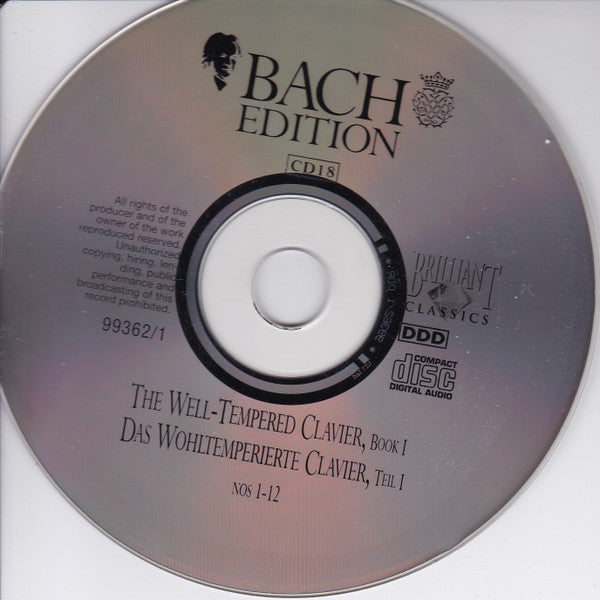 BACH
EDITION
CD18
All rights of the
producer and of the
owner of the work
reproduced reserved.
Unauthorized
copying, hiring, len-
ding, public
performance and
broadcasting of this
record prohibited.
99362/1
BRILLIANT
CLASSICS
DDD
COMPACT
disc
DIGITAL AUDIO
THE WELL-TEMPERED CLAVIER, BOOK I
DAS WOHLTEMPERIERTE CLAVIER, TEIL I
NOS 1-12